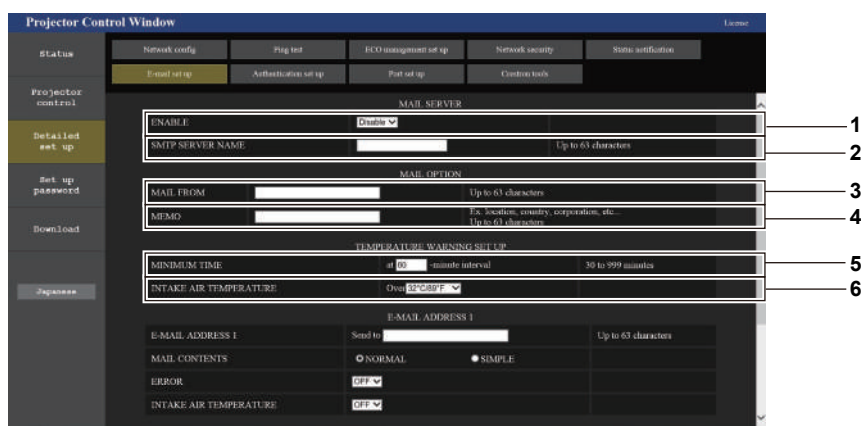 Projector Control Window
License
Status
Network config
Ping test
ECO management set up
Network security
Status notification
E-mail set up
Authentication set up
Port set up
Crestron tools
Projector control
Detailed set up
Set up password
Download
Japanese
MAIL SERVER
ENABLE Disable 1
SMTP SERVER NAME Up to 63 characters 2
MAIL OPTION
MAIL FROM Up to 63 characters 3
MEMO Ex. location, country, corporation, etc... 4
Up to 63 characters
TEMPERATURE WARNING SET UP
MINIMUM TIME at 60 -minute interval 30 to 999 minutes 5
INTAKE AIR TEMPERATURE Over 32°C/89°F 6
E-MAIL ADDRESS 1
E-MAIL ADDRESS 1 Send to Up to 63 characters
MAIL CONTENTS NORMAL SIMPLE
ERROR OFF
INTAKE AIR TEMPERATURE OFF